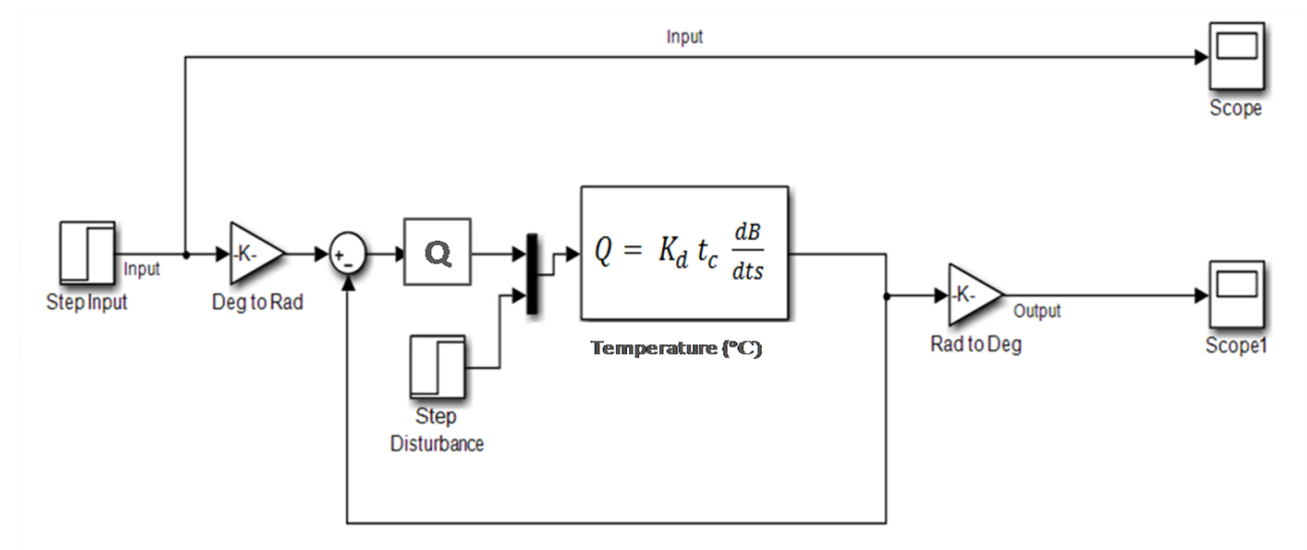 Input
Scope
-K-
+
−
Q
Q = K_d t_c dB/dts
Input
Step Input
Deg to Rad
Temperature (°C)
-K-
Output
Rad to Deg
Scope1
Step
Disturbance